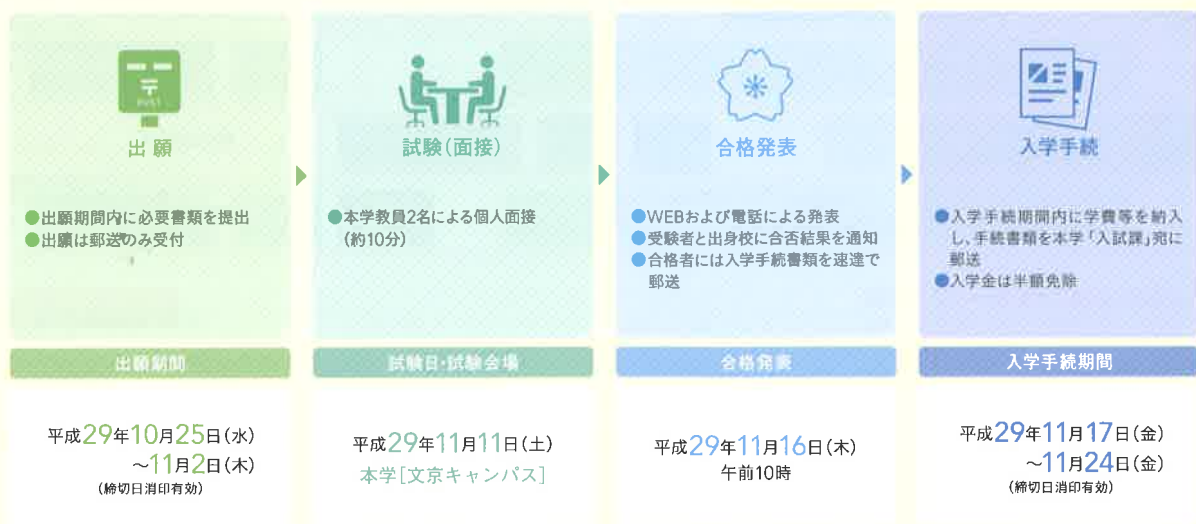 POST
出願
●出願期間内に必要書類を提出
●出願は郵送のみ受付
出願期間
平成29年10月25日(水)
~11月2日(木)
(締切日消印有効)
試験(面接)
●本学教員2名による個人面接
(約10分)
試験日・試験会場
平成29年11月11日(土)
本学[文京キャンパス]
合格発表
●WEBおよび電話による発表
●受験者と出身校に合否結果を通知
●合格者には入学手続書類を速達で
郵送
合格発表
平成29年11月16日(木)
午前10時
入学手続
●入学手続期間内に学費等を納入
し、手続書類を本学「入試課」宛に
郵送
●入学金は半額免除
入学手続期間
平成29年11月17日(金)
~11月24日(金)
(締切日消印有効)